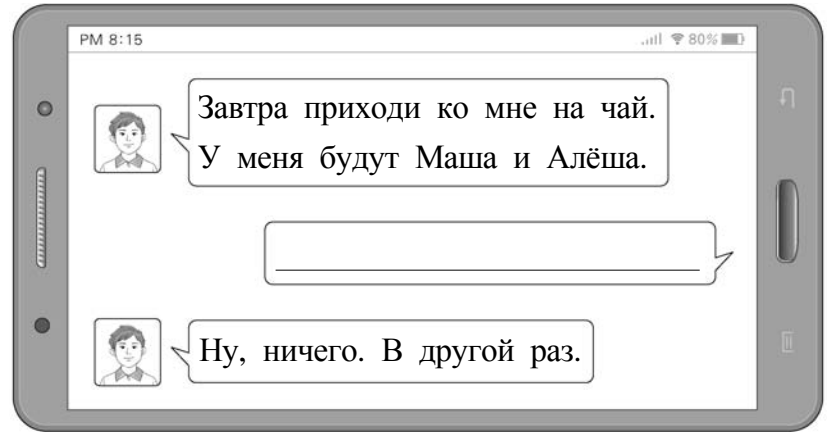 PM 8:15
80%
Завтра приходи ко мне на чай.
У меня будут Маша и Алёша.
Ну, ничего. В другой раз.